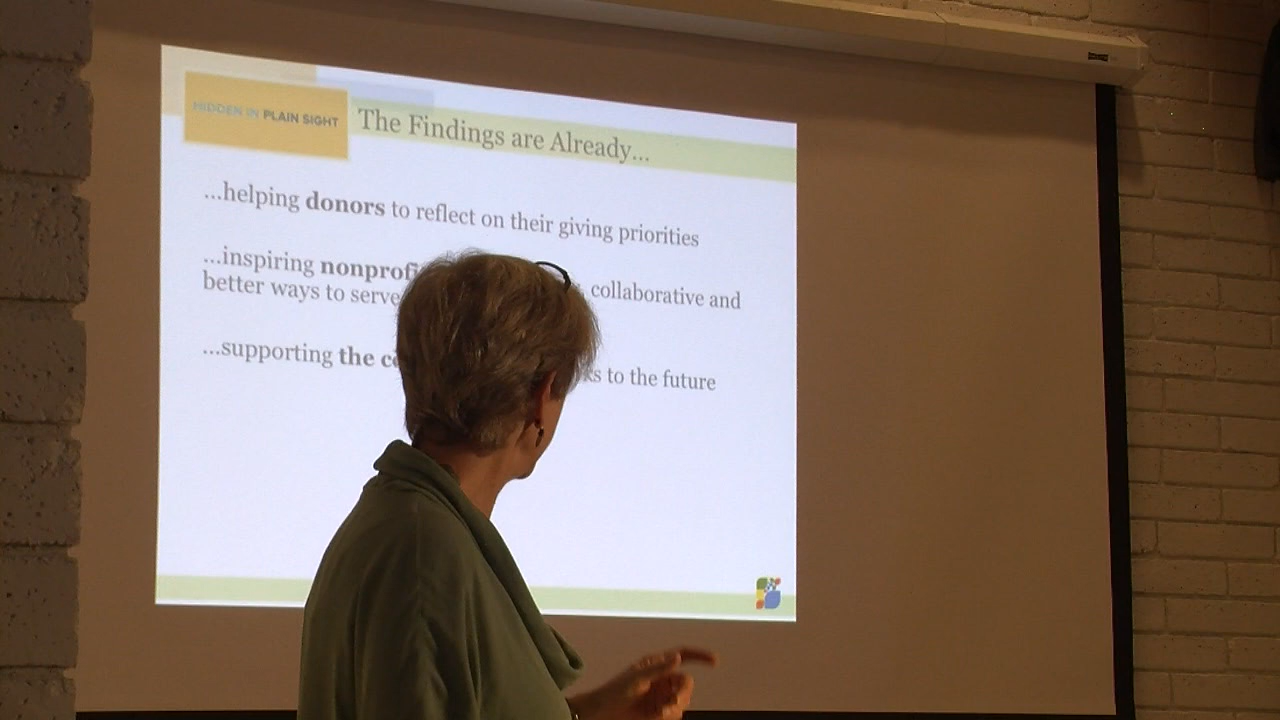 HIDDEN IN PLAIN SIGHT
The Findings are Already...
...helping donors to reflect on their giving priorities
...inspiring nonprofi collaborative and
better ways to serve
...supporting the c s to the future